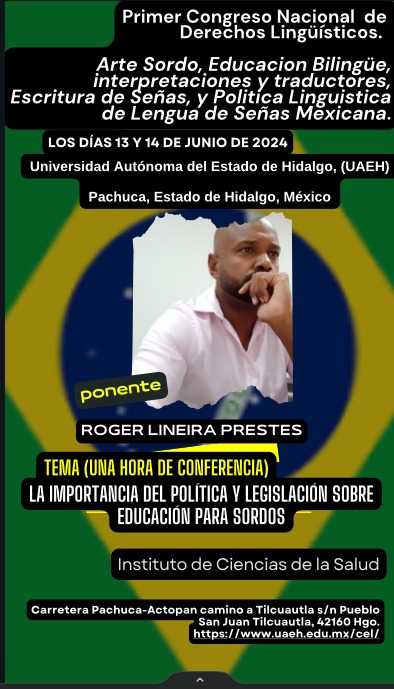 Primer Congreso Nacional de
Derechos Lingüísticos.
Arte Sordo, Educacion Bilingüe,
interpretaciones y traductores,
Escritura de Señas, y Politica Linguistica
de Lengua de Señas Mexicana.
LOS DÍAS 13 Y 14 DE JUNIO DE 2024
Universidad Autónoma del Estado de Hidalgo, (UAEH)
Pachuca, Estado de Hidalgo, México
ponente
ROGER LINEIRA PRESTES
TEMA (UNA HORA DE CONFERENCIA)
LA IMPORTANCIA DEL POLÍTICA Y LEGISLACIÓN SOBRE
EDUCACIÓN PARA SORDOS
Instituto de Ciencias de la Salud
Carretera Pachuca-Actopan camino a Tilcuautla s/n Pueblo
San Juan Tilcuautla, 42160 Hgo.
https://www.uaeh.edu.mx/cel/